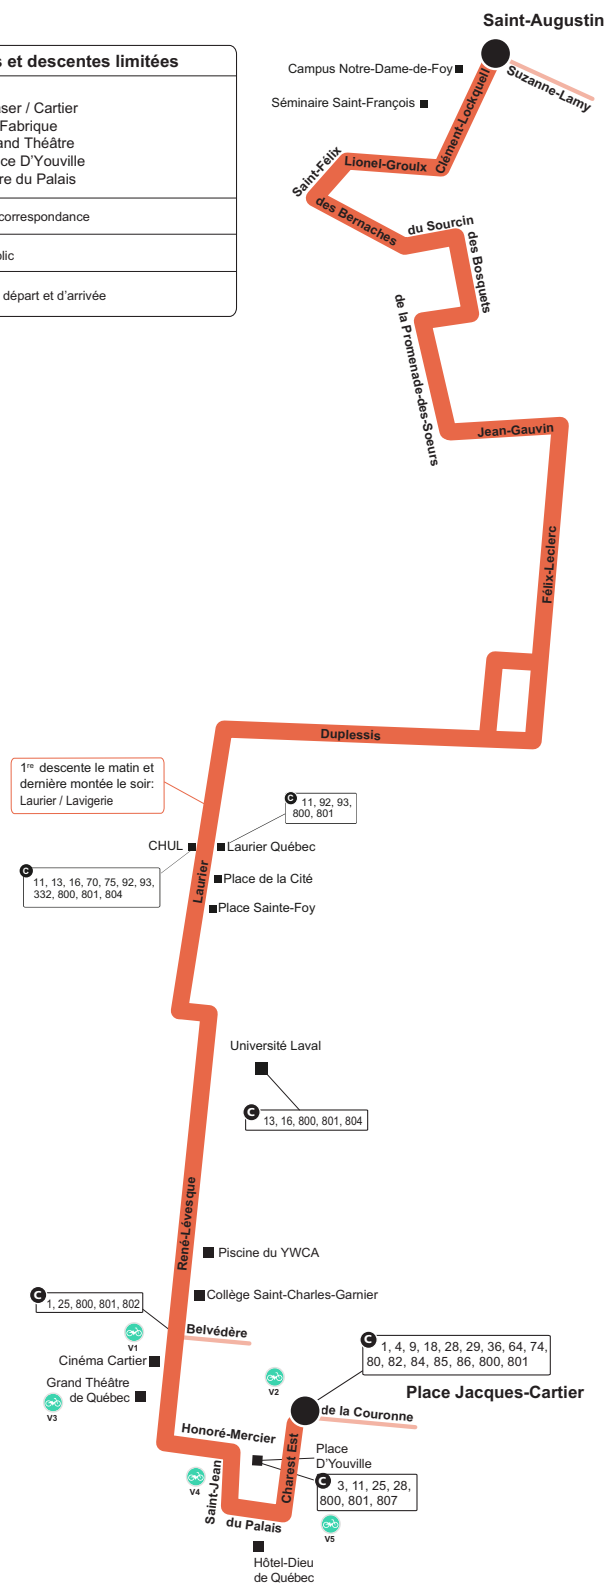 Saint-Augustin
et descentes limitées
Cartier
Fabrique
Théâtre
D'Youville
du Palais
correspondance
départ et d'arrivée
Campus Notre-Dame-de-Foy
Séminaire Saint-François
Suzanne-Lamy
Clément-Lockquell
Lionel-Groulx
Saint-Félix
des Bernaches
du Sourcin
des Bosquets
de la Promenade-des-Soeurs
Jean-Gauvin
Félix-Leclerc
Duplessis
1re descente le matin et
dernière montée le soir:
Laurier / Lavigerie
C 11, 92, 93,
800, 801
CHUL
Laurier Québec
C
11, 13, 16, 70, 75, 92, 93,
332, 800, 801, 804
Laurier
Place de la Cité
Place Sainte-Foy
Université Laval
C 13, 16, 800, 801, 804
René-Lévesque
Piscine du YWCA
Collège Saint-Charles-Garnier
C 1, 25, 800, 801, 802
Belvédère
V1
Cinéma Cartier
Grand Théâtre
de Québec
V3
V2
C 1, 4, 9, 18, 28, 29, 36, 64, 74,
80, 82, 84, 85, 86, 800, 801
Place Jacques-Cartier
de la Couronne
Honoré-Mercier
Charest Est
Place
D'Youville
Saint-Jean
V4
C 3, 11, 25, 28,
800, 801, 807
du Palais
V5
Hôtel-Dieu
de Québec